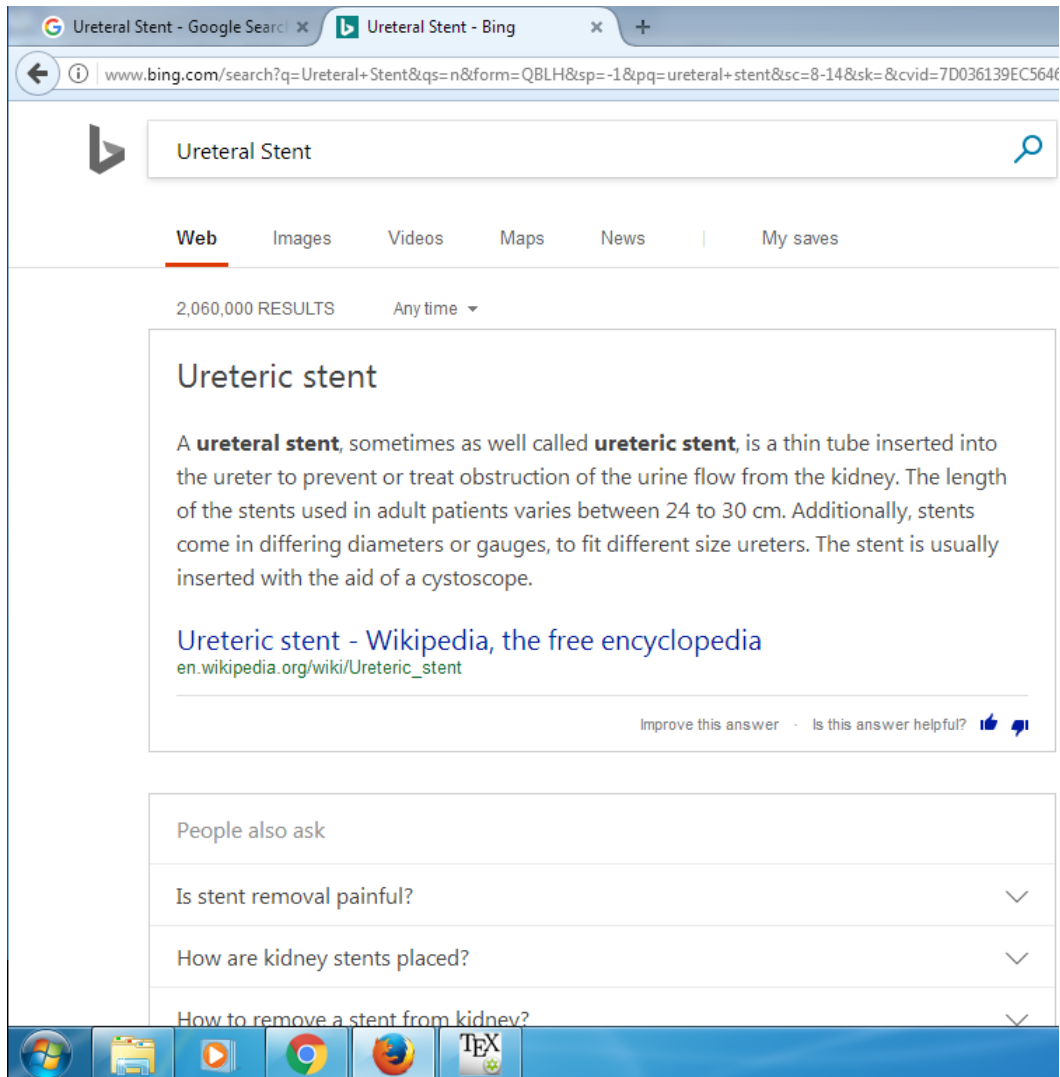 Ureteral Stent - Google Search
Ureteral Stent - Bing
www.bing.com/search?q=Ureteral+Stent&qs=n&form=QBLH&sp=-1&pq=ureteral+stent&sc=8-14&sk=&cvid=7D036139EC5646
Ureteral Stent
Web Images Videos Maps News | My saves
2,060,000 RESULTS Any time
Ureteric stent
A ureteral stent, sometimes as well called ureteric stent, is a thin tube inserted into
the ureter to prevent or treat obstruction of the urine flow from the kidney. The length
of the stents used in adult patients varies between 24 to 30 cm. Additionally, stents
come in differing diameters or gauges, to fit different size ureters. The stent is usually
inserted with the aid of a cystoscope.
Ureteric stent - Wikipedia, the free encyclopedia
en.wikipedia.org/wiki/Ureteric_stent
Improve this answer · Is this answer helpful?
People also ask
Is stent removal painful?
How are kidney stents placed?
How to remove a stent from kidney?
TEX